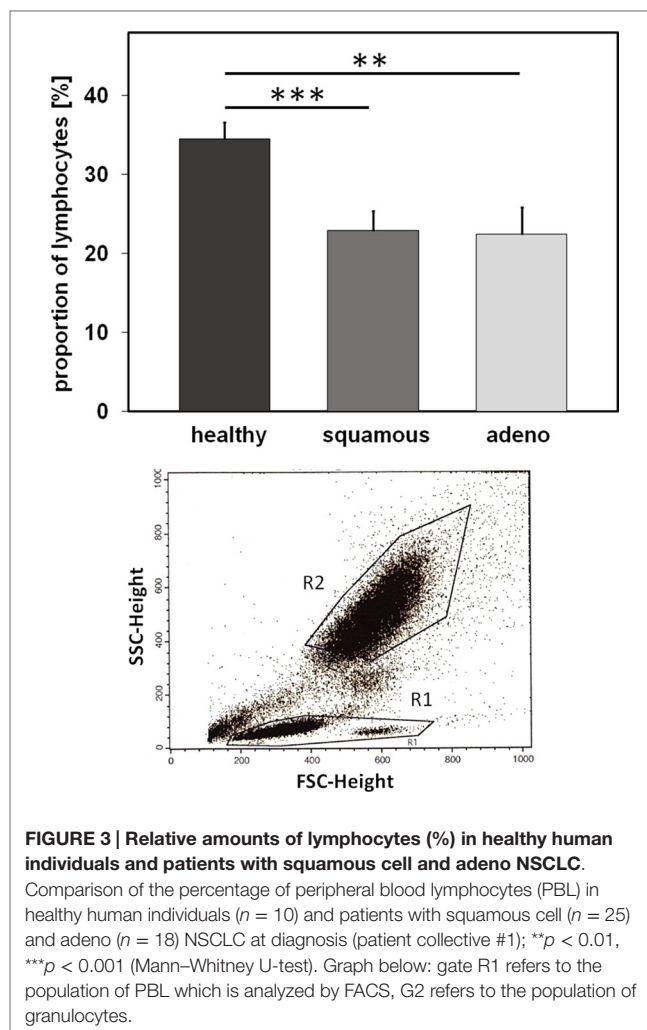 **
***
proportion of lymphocytes [%]
40
30
20
10
0
healthy squamous adeno
SSC-Height
1000
800
600
400
200
0
R2
R1
R1
0 200 400 600 800 1000
FSC-Height
FIGURE 3 | Relative amounts of lymphocytes (%) in healthy human
individuals and patients with squamous cell and adeno NSCLC.
Comparison of the percentage of peripheral blood lymphocytes (PBL) in
healthy human individuals (n = 10) and patients with squamous cell (n = 25)
and adeno (n = 18) NSCLC at diagnosis (patient collective #1); **p < 0.01,
***p < 0.001 (Mann–Whitney U-test). Graph below: gate R1 refers to the
population of PBL which is analyzed by FACS, G2 refers to the population of
granulocytes.